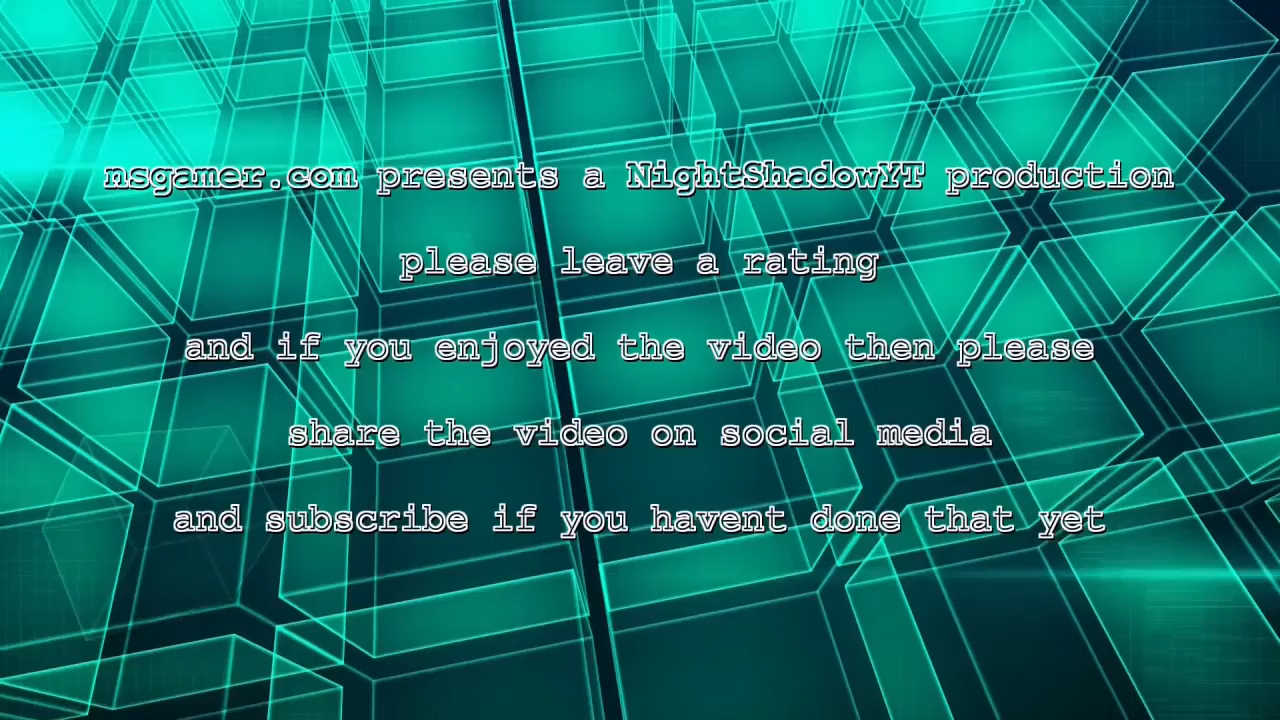 nsgamer.com presents a NightShadowYT production
please leave a rating
and if you enjoyed the video then please
share the video on social media
and subscribe if you havent done that yet